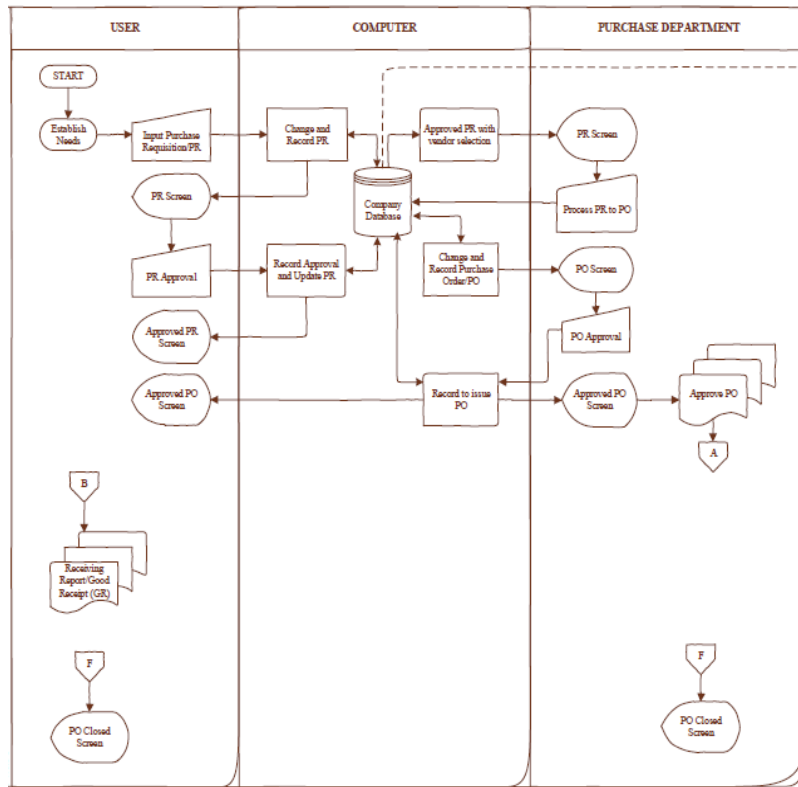 USER
COMPUTER
PURCHASE DEPARTMENT
START
Establish
Needs
Input Purchase
Requisition/PR
Change and
Record PR
Approved PR with
vendor selection
PR Screen
PR Screen
Company
Database
Process PR to PO
PR Approval
Record Approval
and Update PR
Change and
Record Purchase
Order/PO
PO Screen
Approved PR
Screen
PO Approval
Approved PO
Screen
Record to issue
PO
Approved PO
Screen
Approve PO
A
B
Receiving
Report/Good
Receipt (GR)
F
F
PO Closed
Screen
PO Closed
Screen